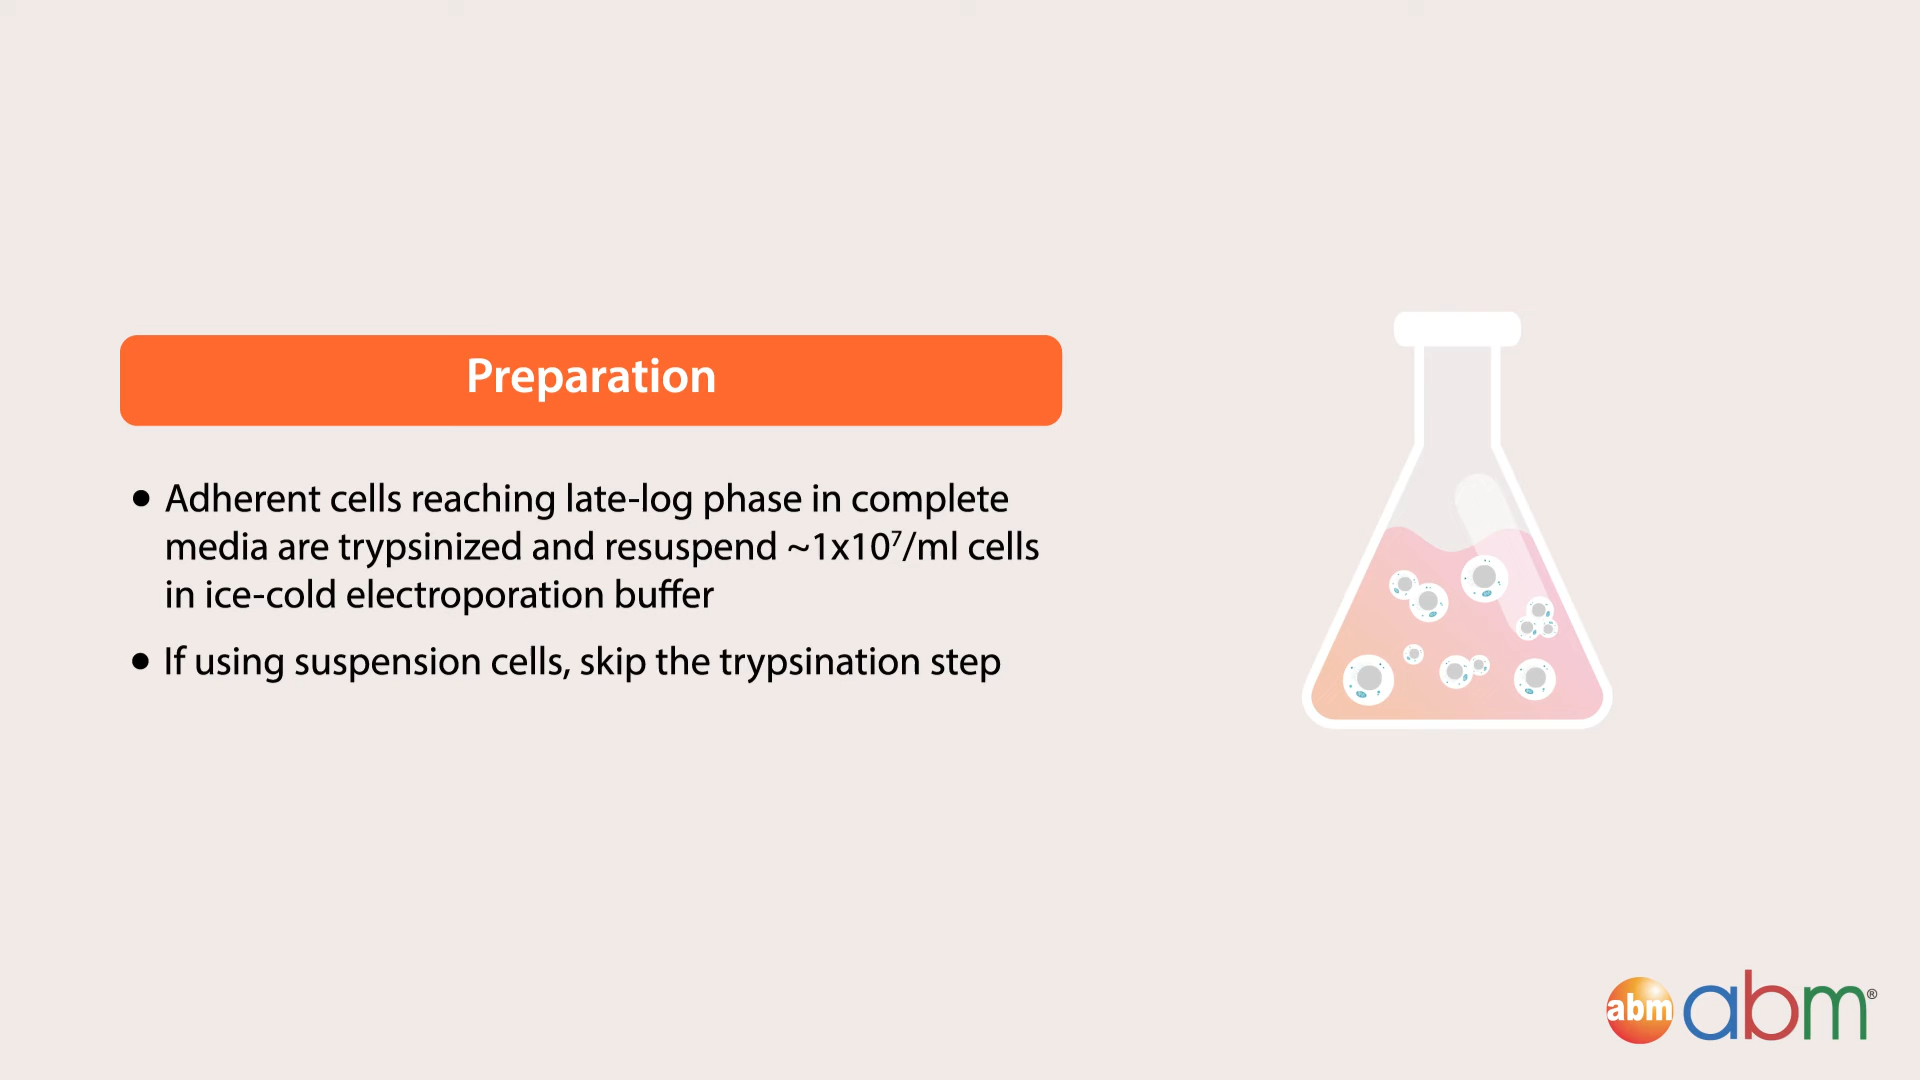 Preparation
● Adherent cells reaching late-log phase in complete
media are trypsinized and resuspend ~1x10⁷/ml cells
in ice-cold electroporation buffer
● If using suspension cells, skip the trypsination step
abm abm®